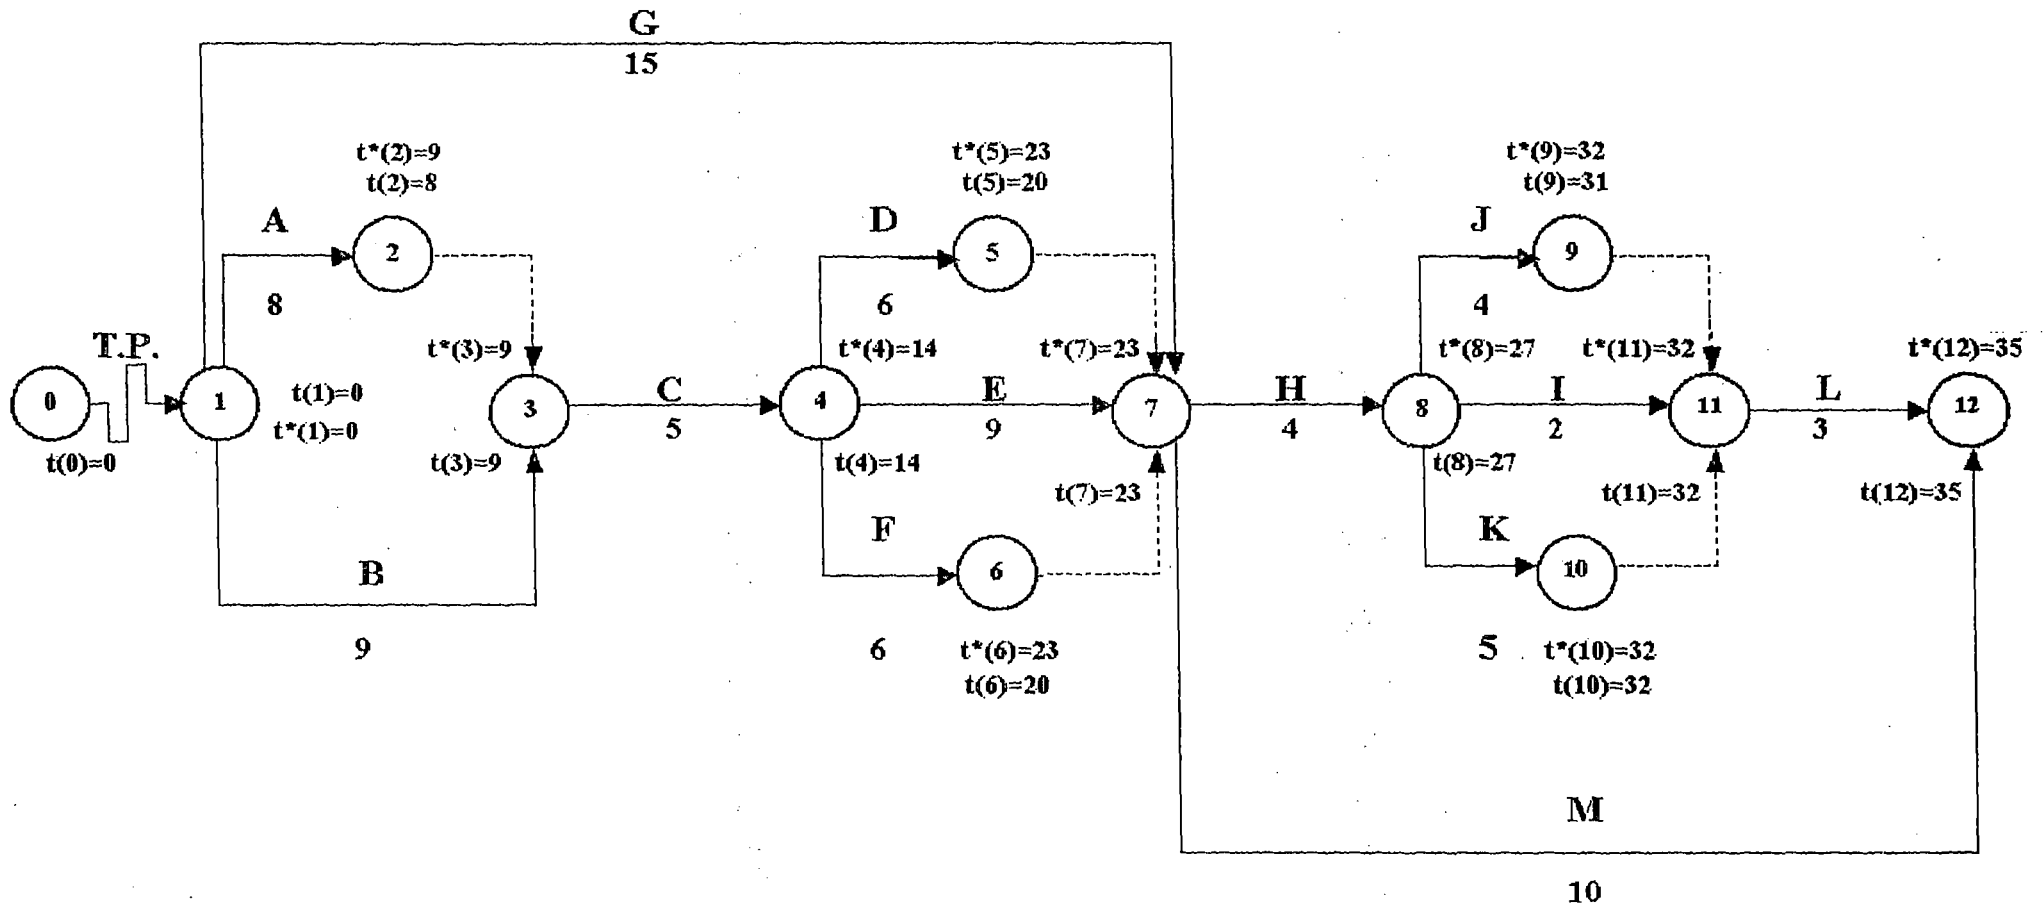 G
15
t*(2)=9
t(2)=8
t*(5)=23
t(5)=20
t*(9)=32
t(9)=31
A
2
8
D
5
6
J
9
4
T.P.
t*(3)=9
t*(4)=14
t*(7)=23
t*(8)=27
t*(11)=32
t*(12)=35
0
1
t(1)=0
t*(1)=0
3
C
5
4
E
9
7
H
4
8
I
2
11
L
3
12
t(0)=0
t(3)=9
t(4)=14
t(7)=23
t(8)=27
t(11)=32
t(12)=35
B
9
F
6
6
t*(6)=23
t(6)=20
K
10
5
t*(10)=32
t(10)=32
M
10